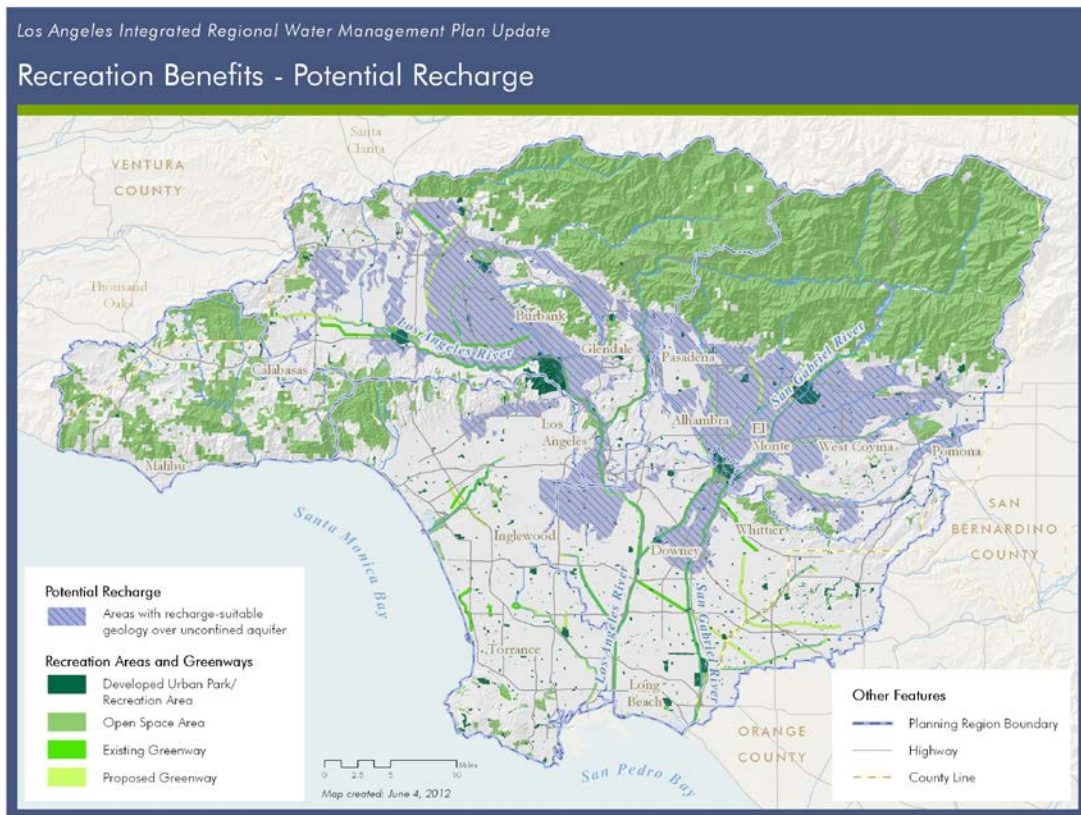 Los Angeles Integrated Regional Water Management Plan Update
Recreation Benefits - Potential Recharge
Santa
Clarita
VENTURA
COUNTY
Thousand
Oaks
Burbank
Los Angeles River
Glendale
Pasadena
San Gabriel River
Calabasas
Alhambra
El
Monte
West Covina
Los
Angeles
Pomona
Malibu
SAN
BERNARDINO
COUNTY
Santa Monica Bay
Inglewood
Whittier
Downey
Los Angeles River
San Gabriel River
Torrance
Long
Beach
ORANGE
COUNTY
San Pedro Bay
Potential Recharge
Areas with recharge-suitable
geology over unconfined aquifer
Recreation Areas and Greenways
Developed Urban Park/
Recreation Area
Open Space Area
Existing Greenway
Proposed Greenway
Miles
0 2.5 5 10
Map created: June 4, 2012
Other Features
Planning Region Boundary
Highway
County Line